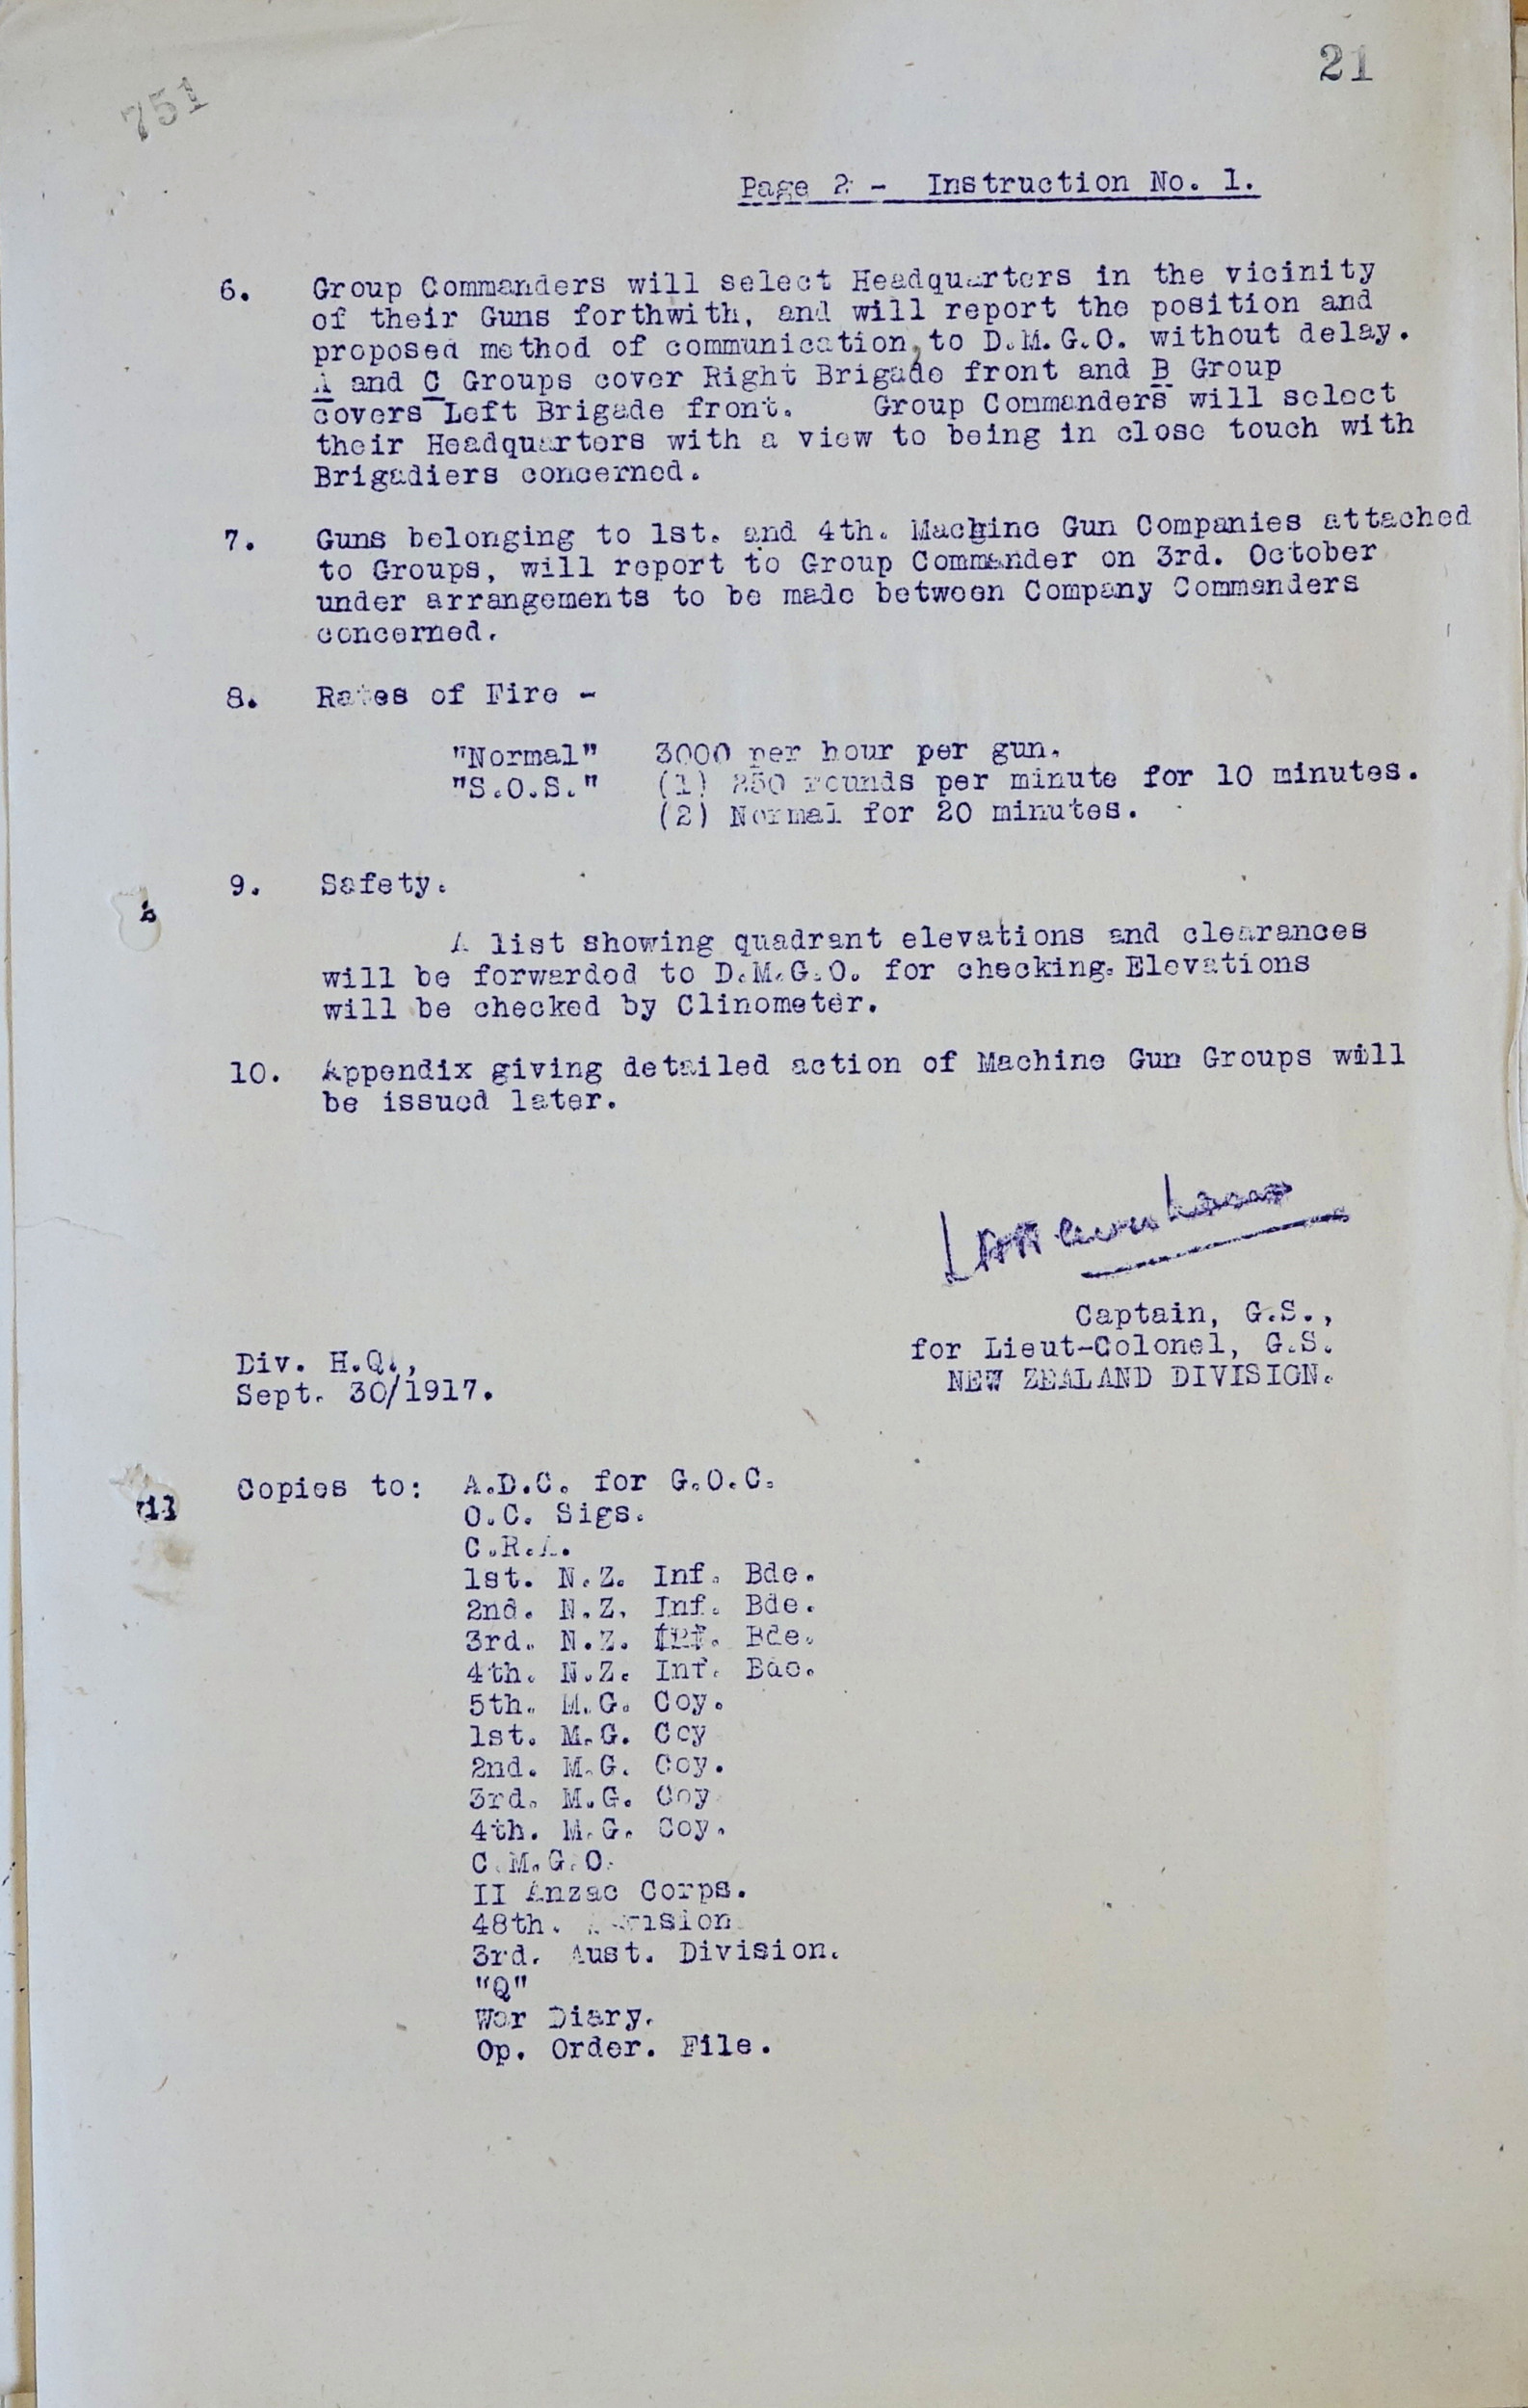 21
751
Page 2 - Instruction No. 1.
6. Group Commanders will select Headquarters in the vicinity
of their Guns forthwith, and will report the position and
proposed method of communication, to D.M.G.O. without delay.
A and C Groups cover Right Brigade front and B Group
covers Left Brigade front. Group Commanders will select
their Headquarters with a view to being in close touch with
Brigadiers concerned.
7. Guns belonging to 1st. and 4th. Machine Gun Companies attached
to Groups, will report to Group Commander on 3rd. October
under arrangements to be made between Company Commanders
concerned.
8. Rates of Fire -
"Normal" 3000 per hour per gun.
"S.O.S." (1) 250 rounds per minute for 10 minutes.
(2) Normal for 20 minutes.
9. Safety.
A list showing quadrant elevations and clearances
will be forwarded to D.M.G.O. for checking. Elevations
will be checked by Clinometer.
10. Appendix giving detailed action of Machine Gun Groups will
be issued later.
Captain, G.S.,
for Lieut-Colonel, G.S.
NEW ZEALAND DIVISION.
Div. H.Q.,
Sept. 30/1917.
Copies to: A.D.C. for G.O.C.
O.C. Sigs.
C.R.A.
1st. N.Z. Inf. Bde.
2nd. N.Z. Inf. Bde.
3rd. N.Z. Inf. Bde.
4th. N.Z. Inf. Bde.
5th. M.G. Coy.
1st. M.G. Coy
2nd. M.G. Coy.
3rd. M.G. Coy
4th. M.G. Coy.
C.M.G.O.
II Anzac Corps.
48th. Division
3rd. Aust. Division.
"Q"
War Diary.
Op. Order. File.